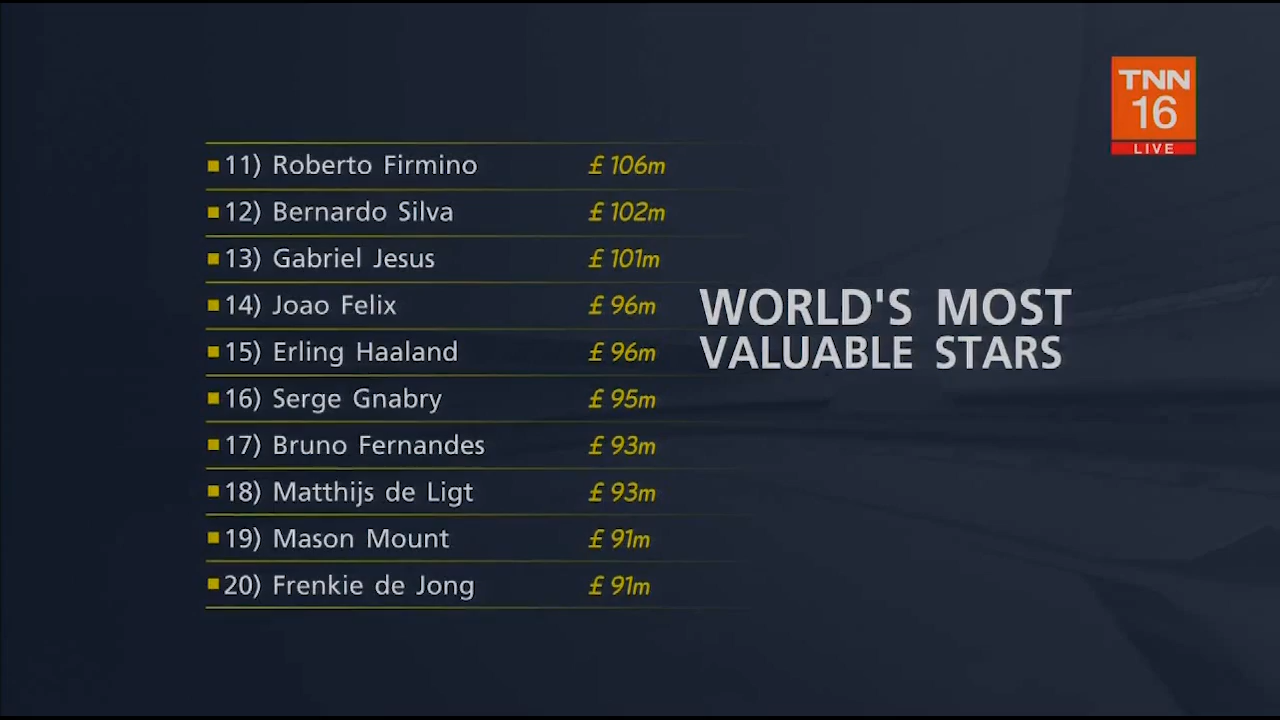 TNN
16
LIVE
11) Roberto Firmino £ 106m
12) Bernardo Silva £ 102m
13) Gabriel Jesus £ 101m
14) Joao Felix £ 96m
15) Erling Haaland £ 96m
16) Serge Gnabry £ 95m
17) Bruno Fernandes £ 93m
18) Matthijs de Ligt £ 93m
19) Mason Mount £ 91m
20) Frenkie de Jong £ 91m
WORLD'S MOST
VALUABLE STARS